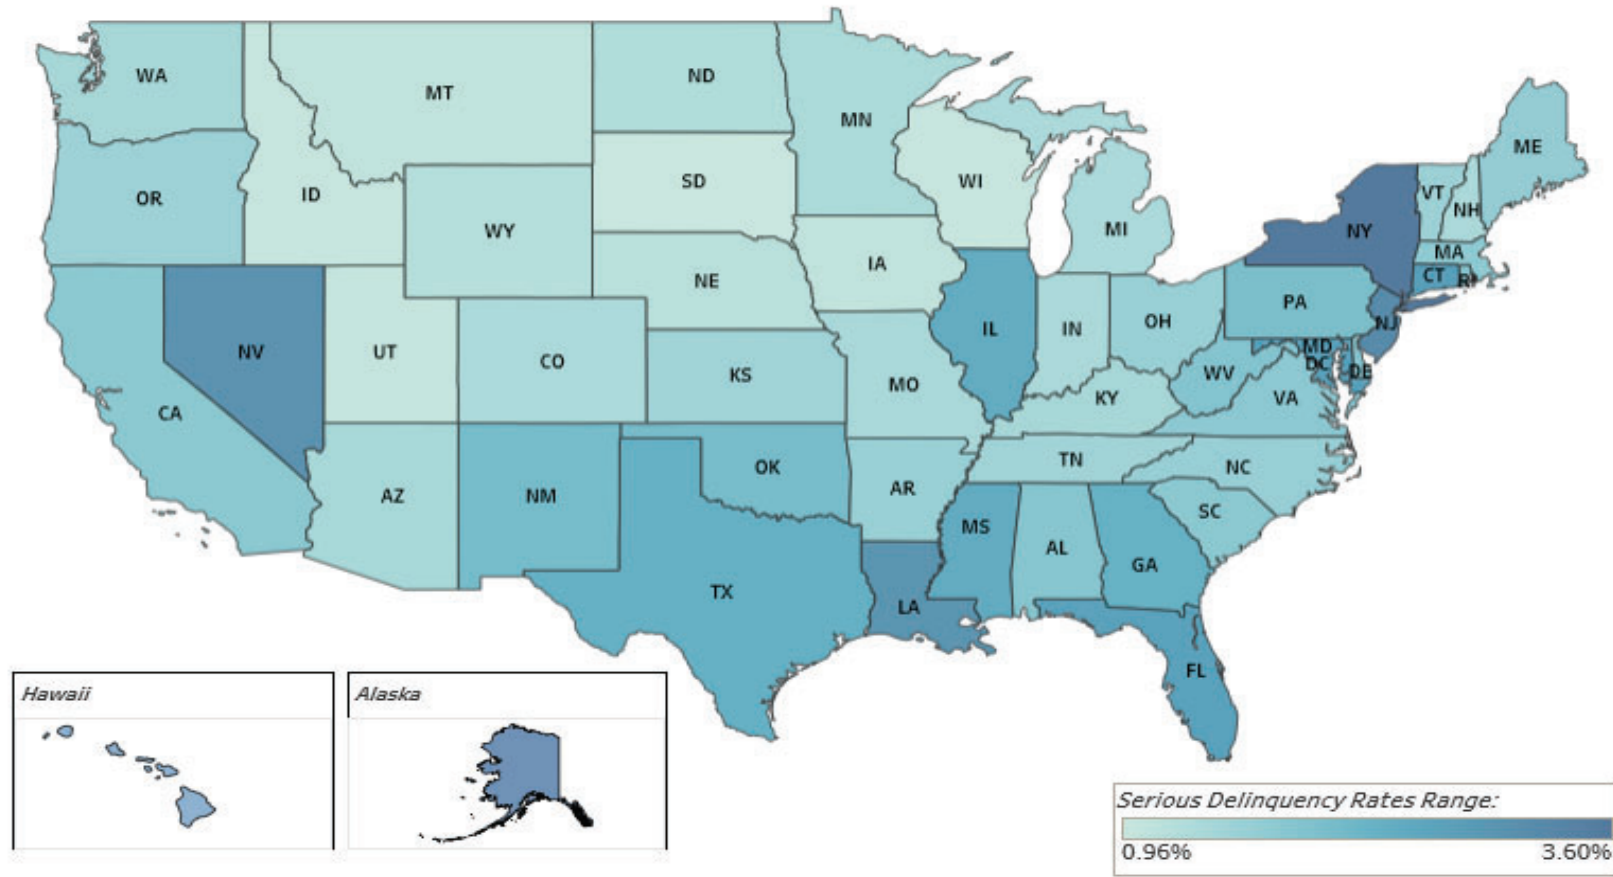 WA
MT
ND
MN
ME
OR
ID
SD
WI
VT
NH
WY
MI
NY
MA
IA
NE
CT
RI
PA
NV
UT
CO
KS
IL
IN
OH
NJ
MD
DC
DE
CA
MO
WV
VA
KY
AZ
NM
OK
AR
TN
NC
MS
AL
GA
SC
TX
LA
FL
Hawaii
Alaska
Serious Delinquency Rates Range:
0.96% 3.60%